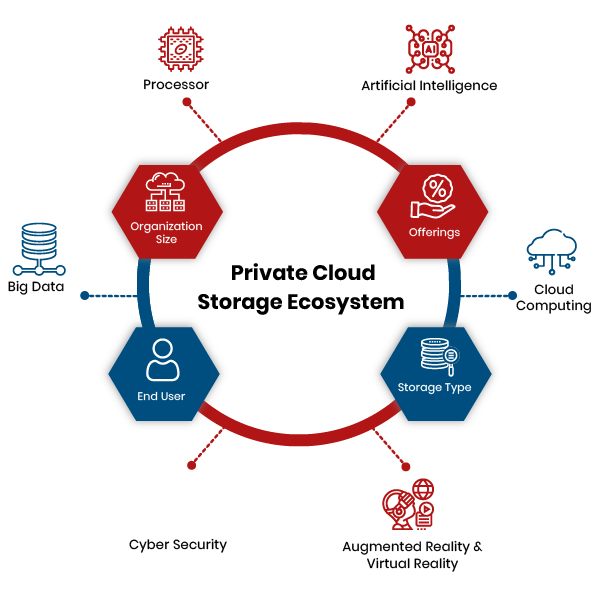 Processor
Artificial Intelligence
AI
Organization
Size
%
Offerings
Big Data
Private Cloud
Storage Ecosystem
Cloud
Computing
End User
Storage Type
Cyber Security
Augmented Reality &
Virtual Reality